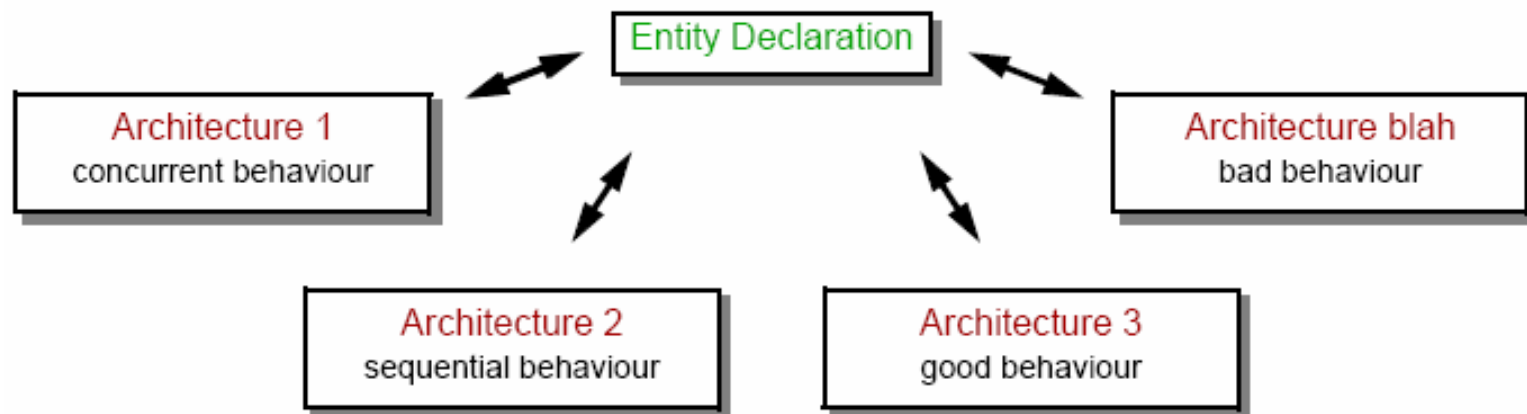 Entity Declaration
Architecture 1
concurrent behaviour
Architecture blah
bad behaviour
Architecture 2
sequential behaviour
Architecture 3
good behaviour